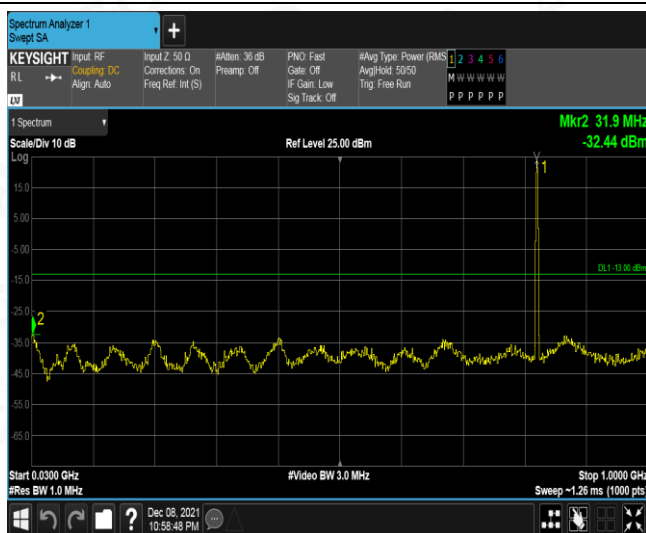 Spectrum Analyzer 1
Swept SA
+
KEYSIGHT Input: RF Input Z: 50 Ω #Atten: 36 dB PNO: Fast #Avg Type: Power (RMS 1 2 3 4 5 6
RL Coupling: DC Corrections: On Preamp: Off Gate: Off Avg|Hold: 50/50 M W W W W W
Align: Auto Freq Ref: Int (S) IF Gain: Low Trig: Free Run
LXI Sig Track: Off P P P P P P
1 Spectrum Mkr2 31.9 MHz
Scale/Div 10 dB Ref Level 25.00 dBm -32.44 dBm
Log
1
15.0
5.00
-5.00
DL1 -13.00 dBm
-15.0
-25.0
2
-35.0
-45.0
-55.0
-65.0
Start 0.0300 GHz #Video BW 3.0 MHz Stop 1.0000 GHz
#Res BW 1.0 MHz Sweep ~1.26 ms (1000 pts)
? Dec 08, 2021
10:58:48 PM